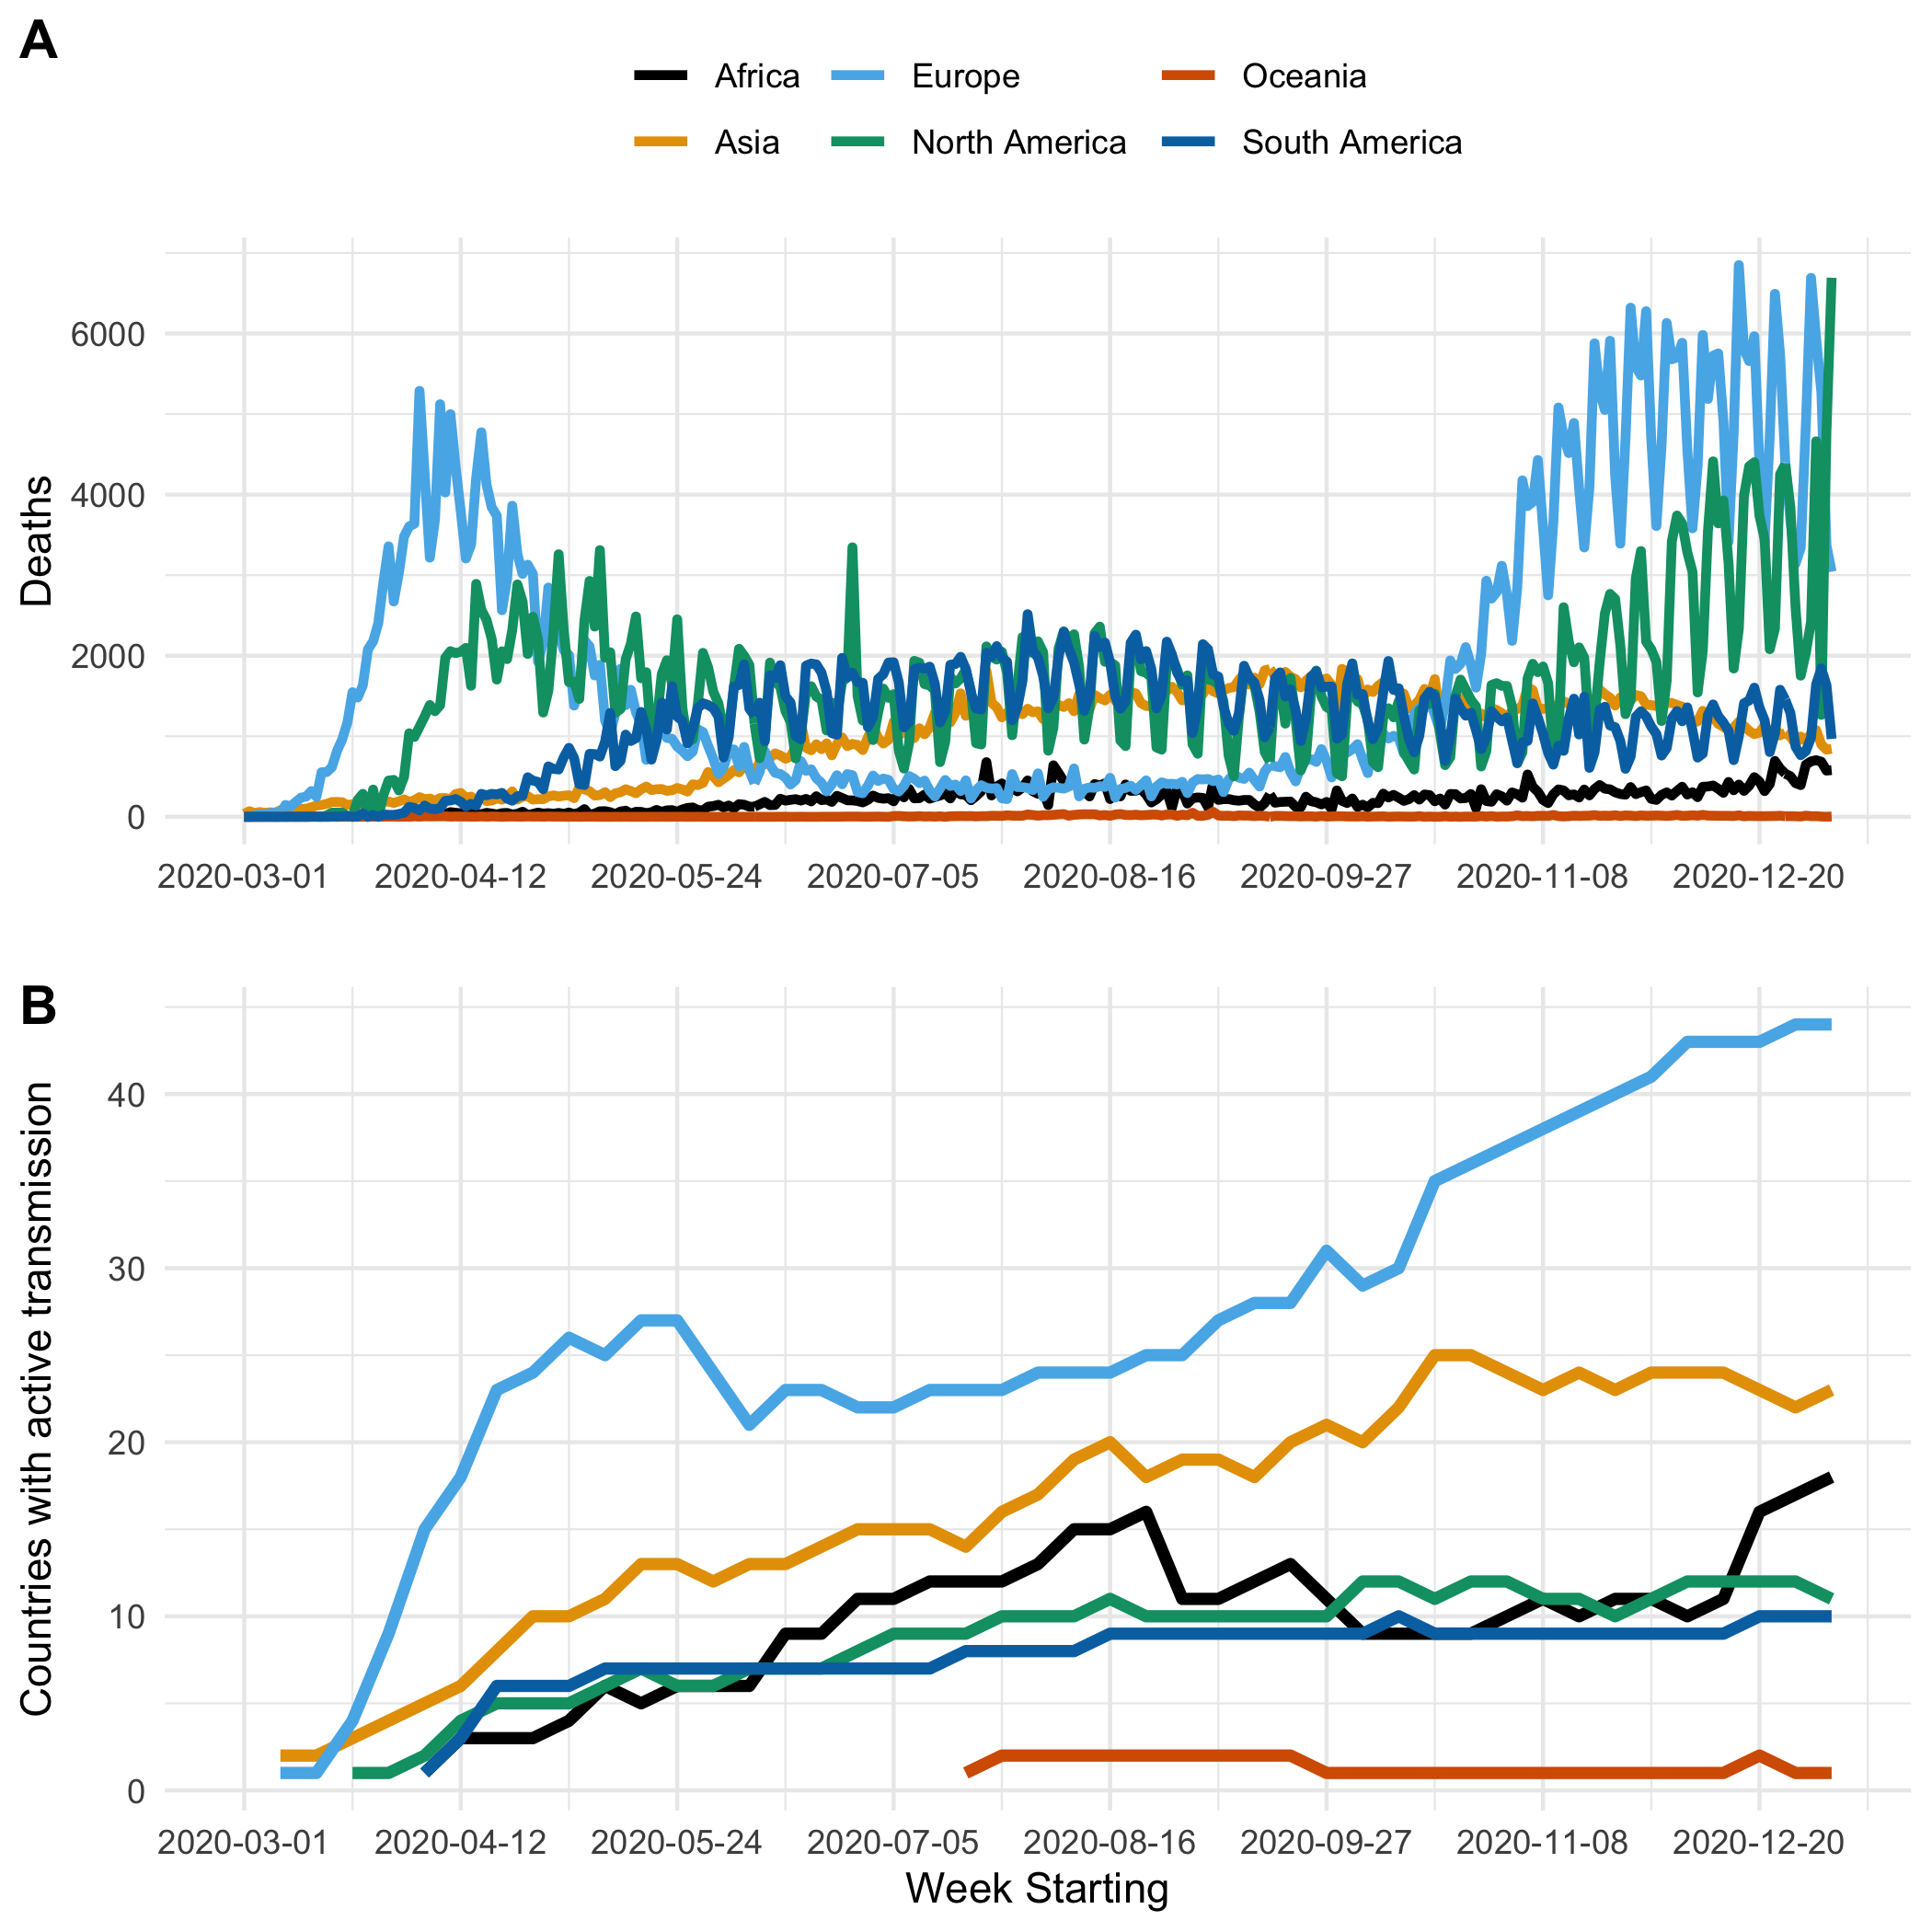 A
Africa Europe Oceania
Asia North America South America
Deaths
6000
4000
2000
0
2020-03-01 2020-04-12 2020-05-24 2020-07-05 2020-08-16 2020-09-27 2020-11-08 2020-12-20
B
Countries with active transmission
40
30
20
10
0
2020-03-01 2020-04-12 2020-05-24 2020-07-05 2020-08-16 2020-09-27 2020-11-08 2020-12-20
Week Starting